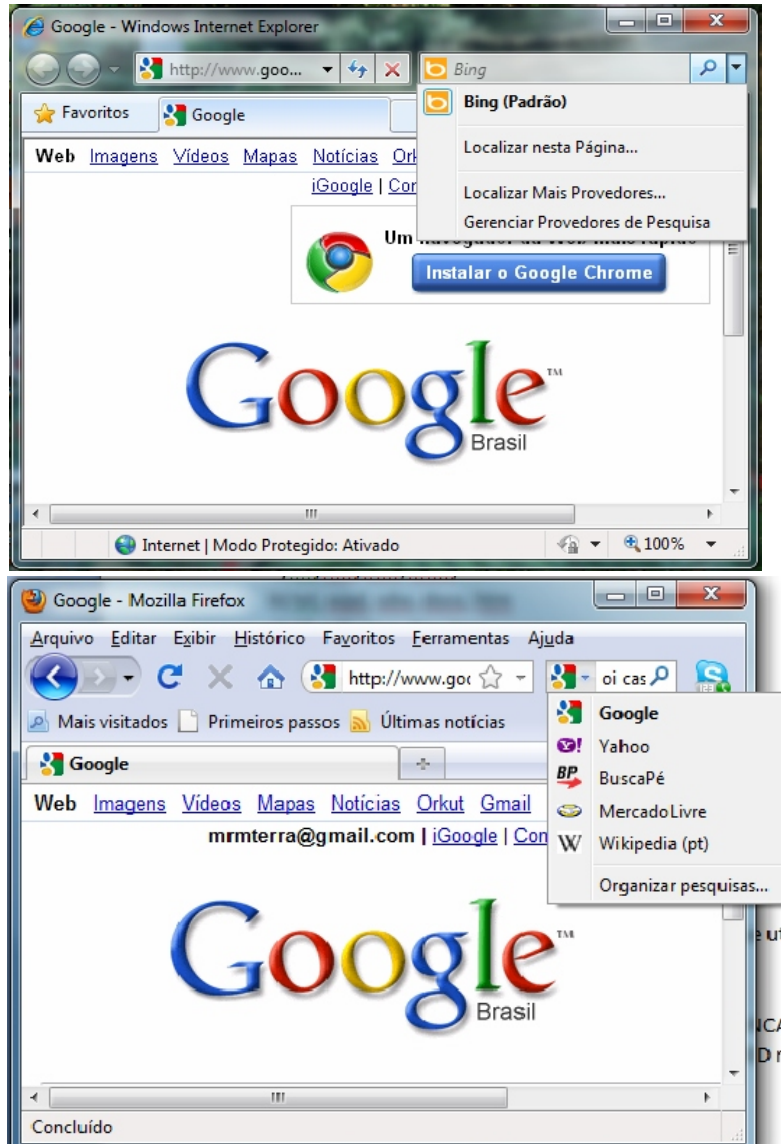 Google - Windows Internet Explorer
http://www.goo...
Bing
Favoritos
Google
Bing (Padrão)
Localizar nesta Página...
Localizar Mais Provedores...
Gerenciar Provedores de Pesquisa
Web Imagens Vídeos Mapas Notícias
iGoogle |
Instalar o Google Chrome
Google™
Brasil
Internet | Modo Protegido: Ativado
100%
Google - Mozilla Firefox
Arquivo Editar Exibir Histórico Favoritos Ferramentas Ajuda
http://www.goo
oi cas
Mais visitados Primeiros passos Últimas notícias
Google
Google
Yahoo
BP BuscaPé
MercadoLivre
W Wikipedia (pt)
Organizar pesquisas...
Web Imagens Vídeos Mapas Notícias Orkut Gmail
mrmterra@gmail.com | iGoogle |
Google™
Brasil
Concluído